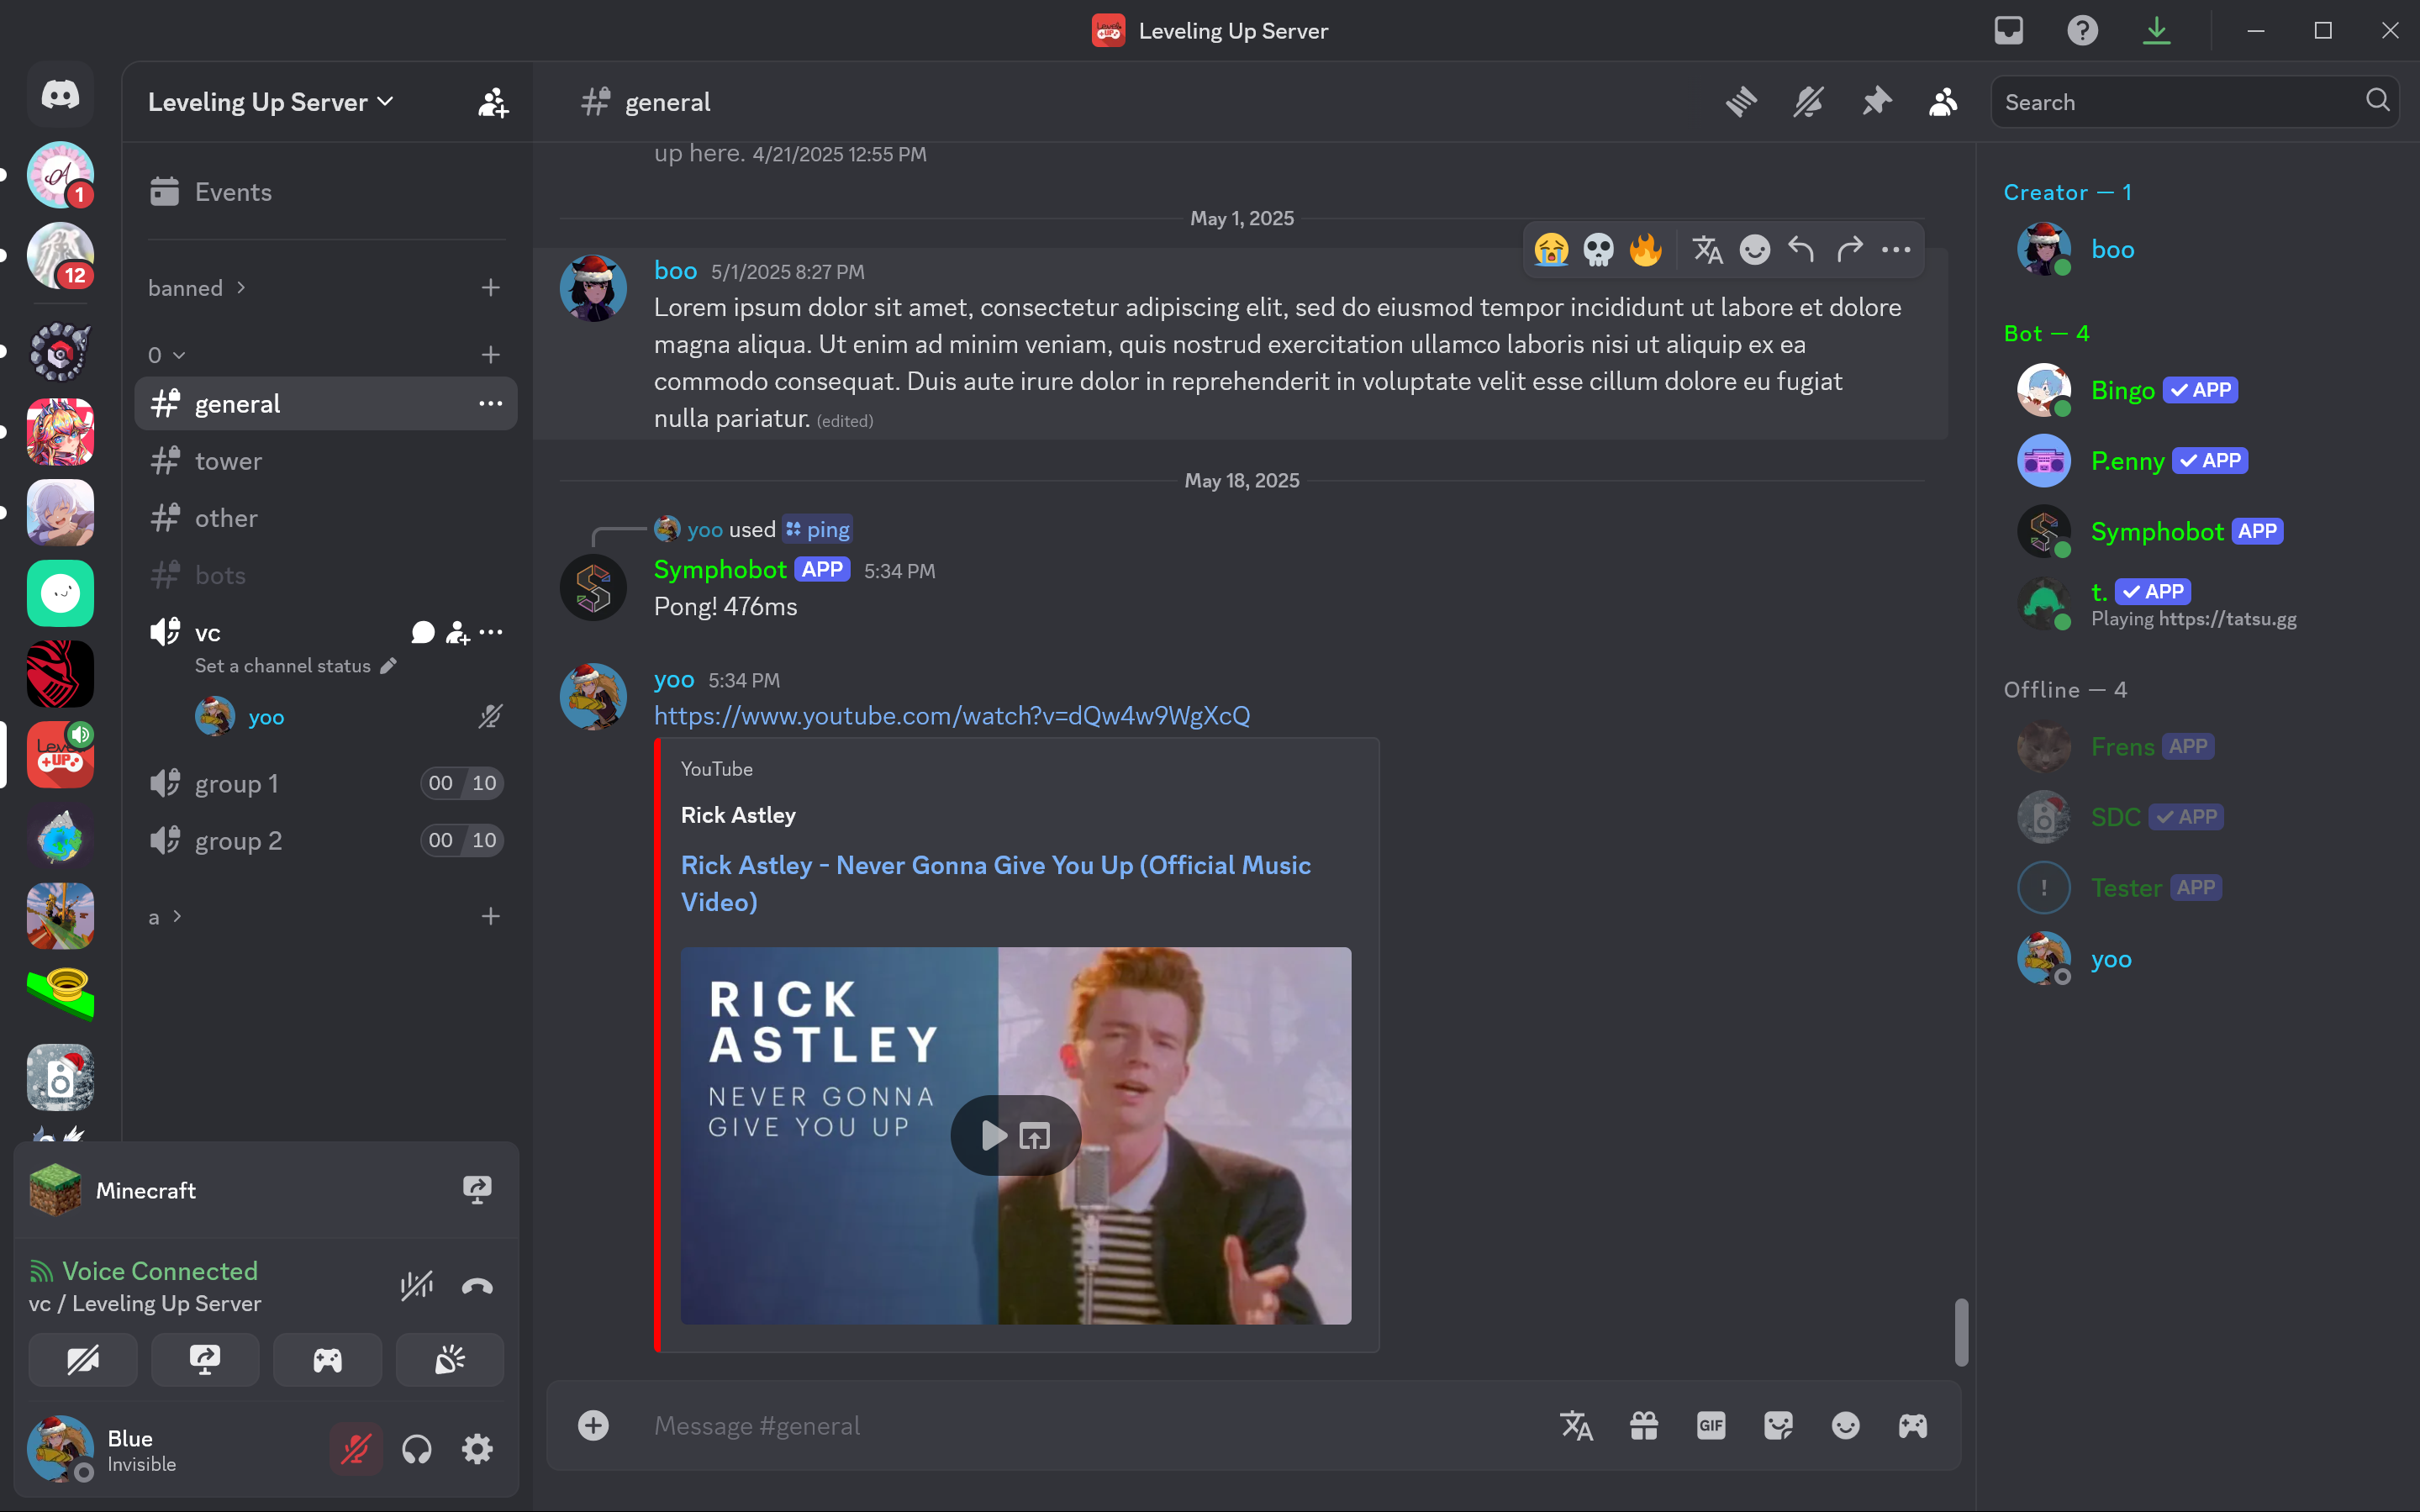 Leveling Up Server
Leveling Up Server
general
Search
1
12
Events
banned
0
general
tower
other
bots
vc
Set a channel status
yoo
LEVEL
UP
group 1 00 10
group 2 00 10
a
Minecraft
Voice Connected
vc / Leveling Up Server
Blue
Invisible
up here. 4/21/2025 12:55 PM
May 1, 2025
boo 5/1/2025 8:27 PM
Lorem ipsum dolor sit amet, consectetur adipiscing elit, sed do eiusmod tempor incididunt ut labore et dolore
magna aliqua. Ut enim ad minim veniam, quis nostrud exercitation ullamco laboris nisi ut aliquip ex ea
commodo consequat. Duis aute irure dolor in reprehenderit in voluptate velit esse cillum dolore eu fugiat
nulla pariatur. (edited)
May 18, 2025
yoo used ping
Symphobot APP 5:34 PM
Pong! 476ms
yoo 5:34 PM
https://www.youtube.com/watch?v=dQw4w9WgXcQ
YouTube
Rick Astley
Rick Astley - Never Gonna Give You Up (Official Music
Video)
RICK
ASTLEY
NEVER GONNA
GIVE YOU UP
Message #general
GIF
Creator — 1
boo
Bot — 4
Bingo APP
P.enny APP
Symphobot APP
t. APP
Playing https://tatsu.gg
Offline — 4
Frens APP
SDC APP
Tester APP
yoo